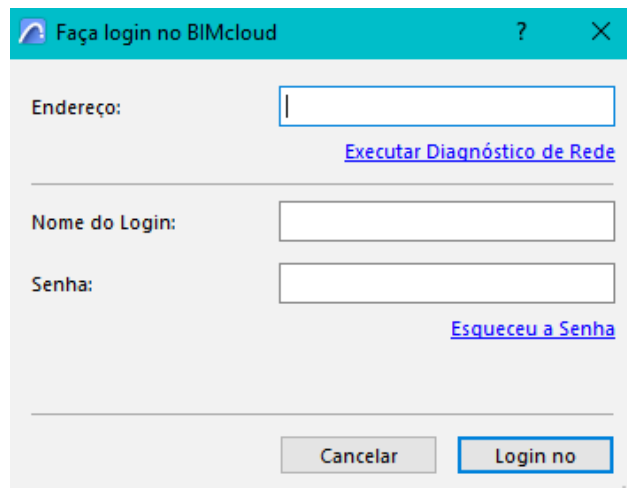 Faça login no BIMcloud ?
Endereço:
Executar Diagnóstico de Rede
Nome do Login:
Senha:
Esqueceu a Senha
Cancelar Login no